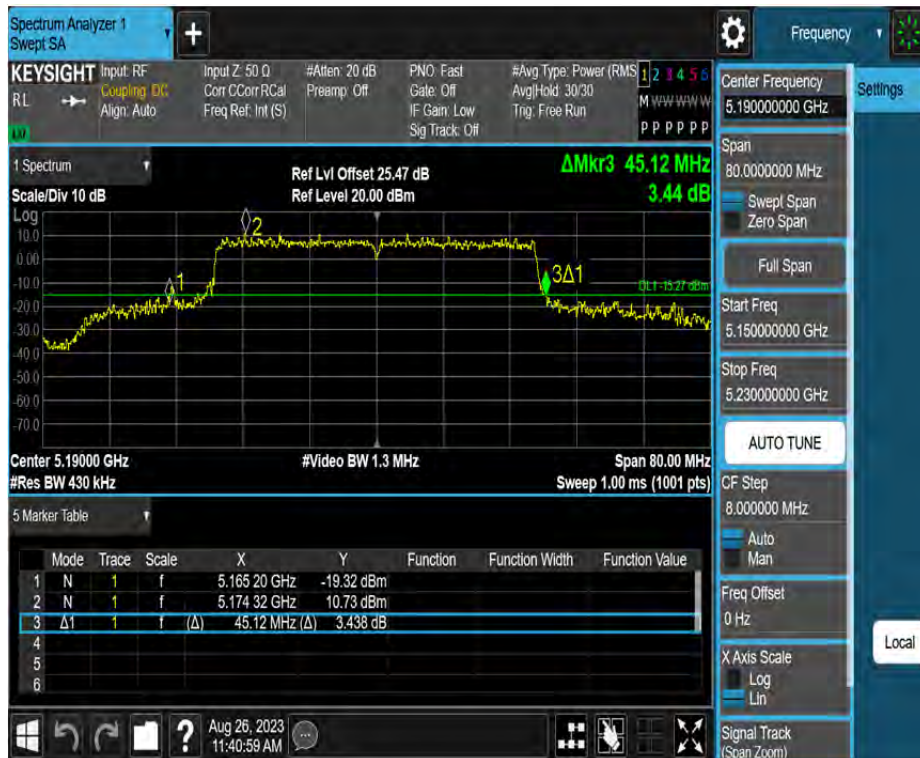 Spectrum Analyzer 1
Swept SA
Frequency
KEYSIGHT
Input: RF
Input Z: 50 Ω
#Atten: 20 dB
PNO: Fast
#Avg Type: Power (RMS
1 2 3 4 5 6
RL
Coupling: DC
Corr CCorr RCal
Preamp: Off
Gate: Off
Avg|Hold: 30/30
M W W W W W
Align: Auto
Freq Ref: Int (S)
IF Gain: Low
Trig: Free Run
Sig Track: Off
P P P P P P
LXI
1 Spectrum
Ref Lvl Offset 25.47 dB
ΔMkr3 45.12 MHz
Scale/Div 10 dB
Ref Level 20.00 dBm
3.44 dB
Log
10.0
0.00
-10.0
-20.0
-30.0
-40.0
-50.0
-60.0
-70.0
1
2
3Δ1
DL1 -15.27 dBm
Center 5.19000 GHz
#Video BW 1.3 MHz
Span 80.00 MHz
#Res BW 430 kHz
Sweep 1.00 ms (1001 pts)
5 Marker Table
Mode Trace Scale X Y Function Function Width Function Value
1 N 1 f 5.165 20 GHz -19.32 dBm
2 N 1 f 5.174 32 GHz 10.73 dBm
3 Δ1 1 f (Δ) 45.12 MHz (Δ) 3.438 dB
4
5
6
?
Aug 26, 2023
11:40:59 AM
Center Frequency
5.190000000 GHz
Settings
Span
80.0000000 MHz
Swept Span
Zero Span
Full Span
Start Freq
5.150000000 GHz
Stop Freq
5.230000000 GHz
AUTO TUNE
CF Step
8.000000 MHz
Auto
Man
Freq Offset
0 Hz
Local
X Axis Scale
Log
Lin
Signal Track
(Span Zoom)